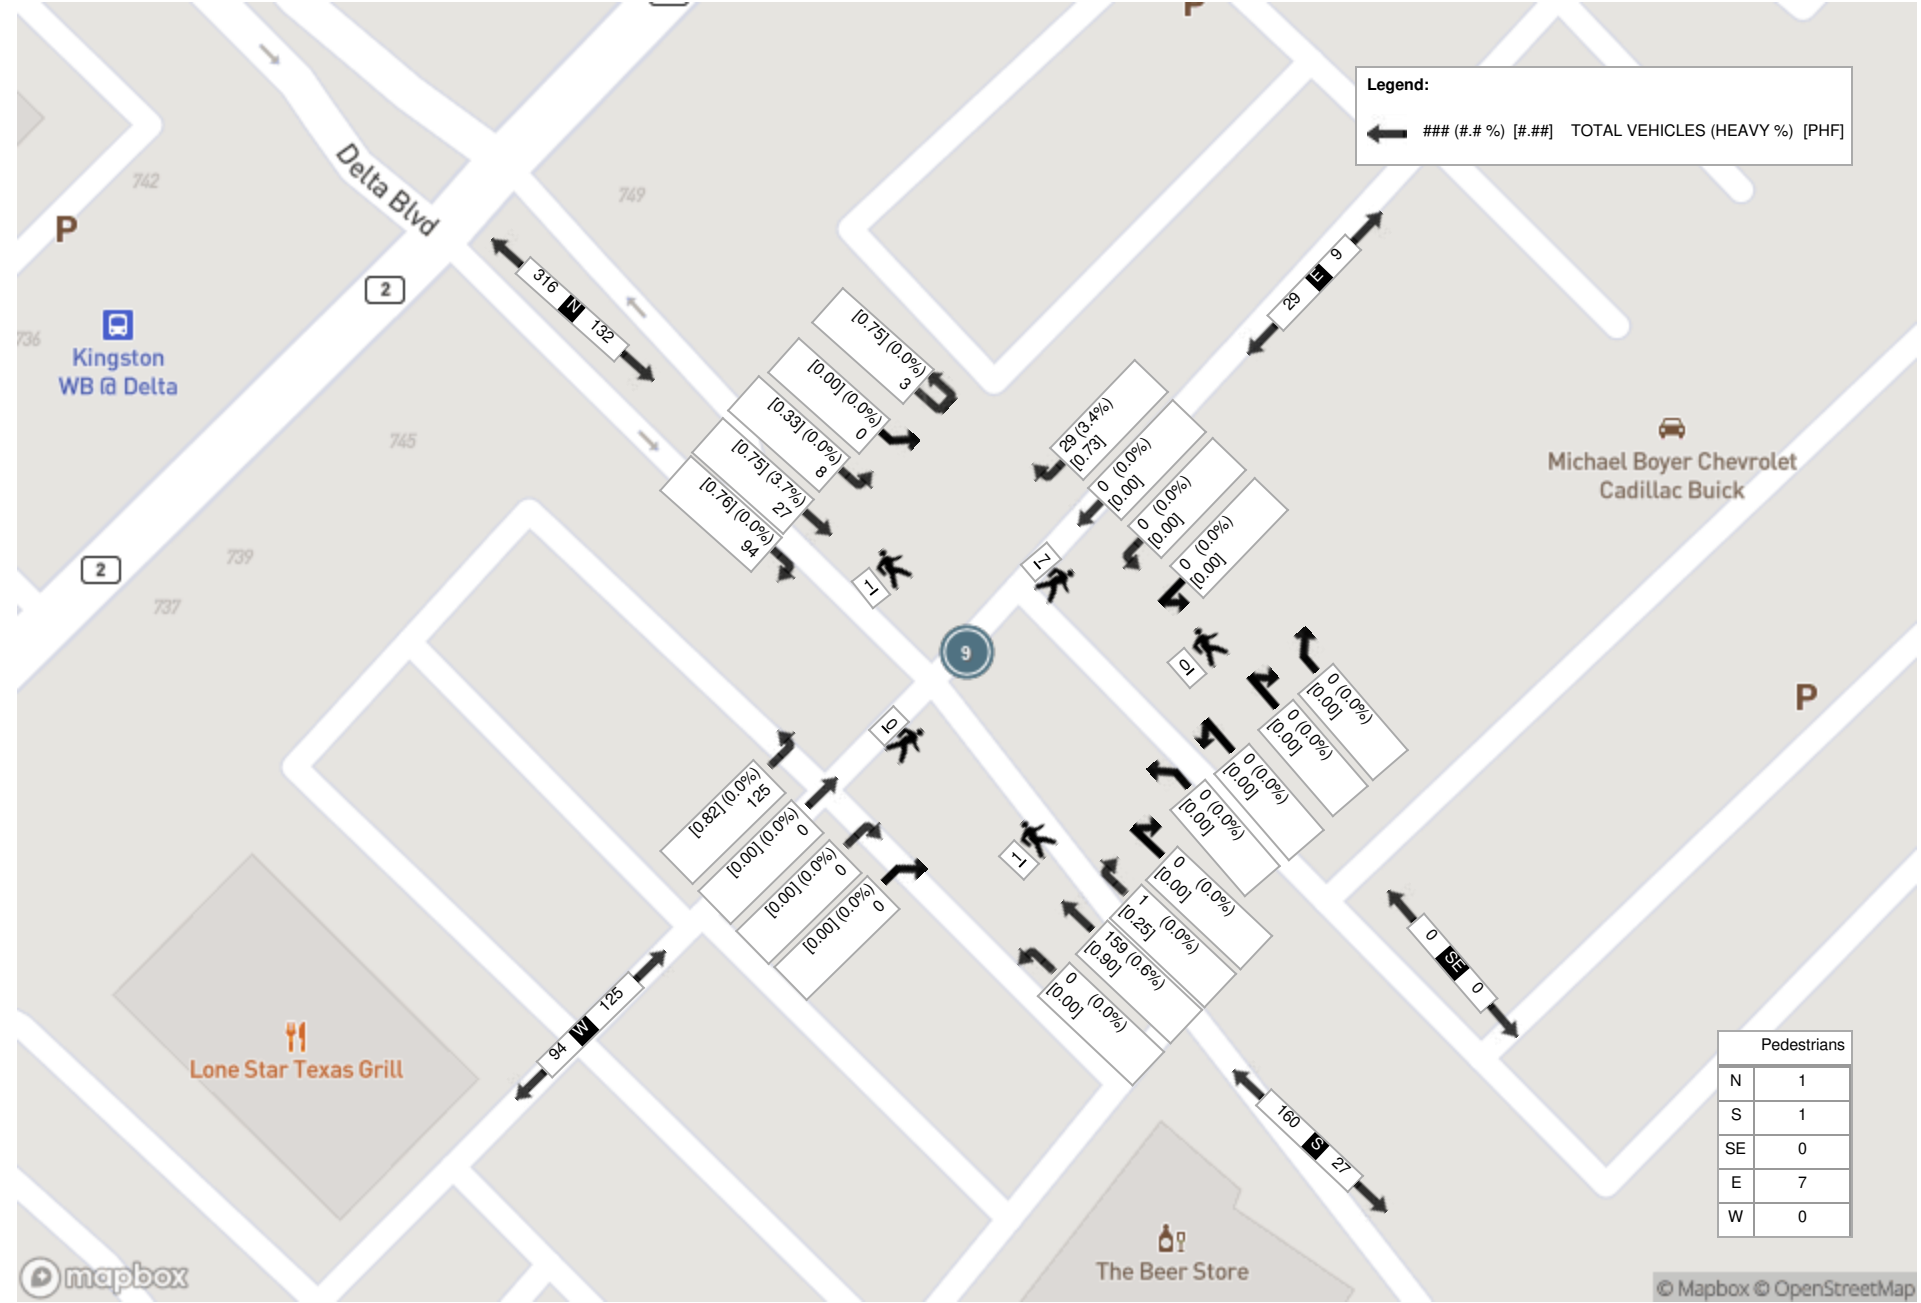 P
Legend:
### (#.# %) [#.##] TOTAL VEHICLES (HEAVY %) [PHF]
Delta Blvd
742
749
P
2
736
Kingston
WB @ Delta
316 N 132
29 E 9
[0.75] (0.0%)
3
[0.00] (0.0%)
0
[0.33] (0.0%)
8
[0.75] (3.7%)
27
[0.76] (0.0%)
94
29 (3.4%)
[0.73]
0 (0.0%)
[0.00]
0 (0.0%)
[0.00]
0 (0.0%)
[0.00]
745
Michael Boyer Chevrolet
Cadillac Buick
2
739
737
1
7
9
0
0
1
P
0 (0.0%)
[0.00]
0 (0.0%)
[0.00]
0 (0.0%)
[0.00]
0 (0.0%)
[0.00]
[0.82] (0.0%)
125
[0.00] (0.0%)
0
[0.00] (0.0%)
0
[0.00] (0.0%)
0
0 (0.0%)
[0.00]
1 (0.0%)
[0.25]
159 (0.6%)
[0.90]
0 (0.0%)
[0.00]
0 SE 0
94 W 125
160 S 27
Lone Star Texas Grill
The Beer Store
Pedestrians
N 1
S 1
SE 0
E 7
W 0
mapbox
© Mapbox © OpenStreetMap